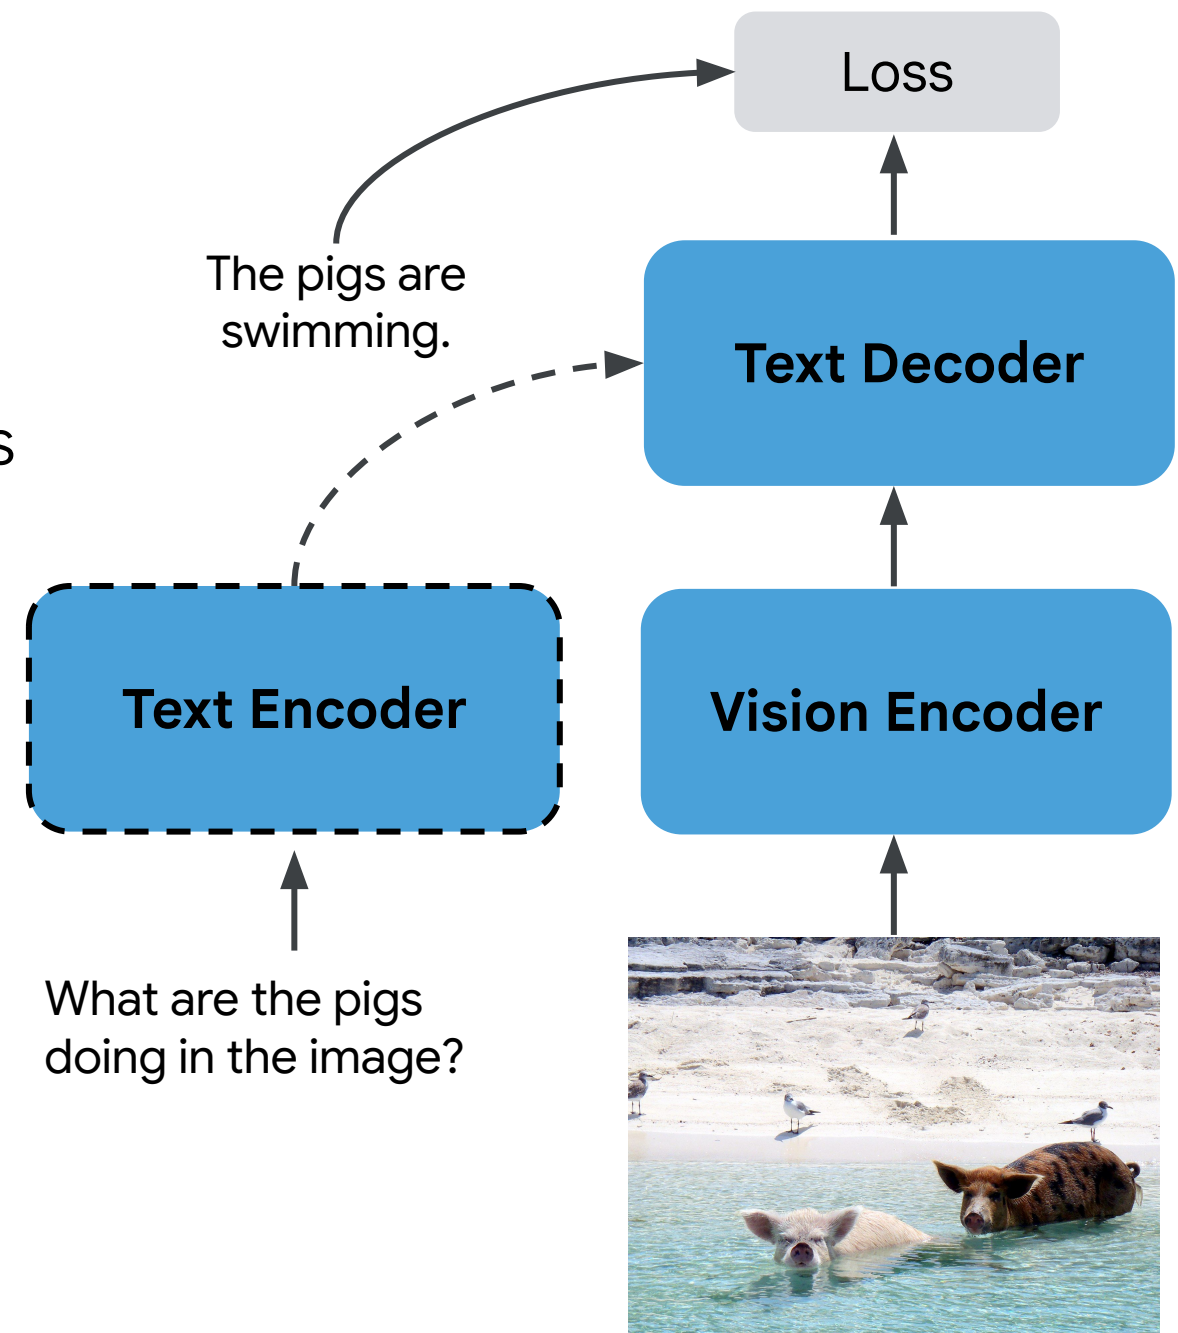 Loss
The pigs are
swimming.
Text Decoder
s
Text Encoder
Vision Encoder
What are the pigs
doing in the image?